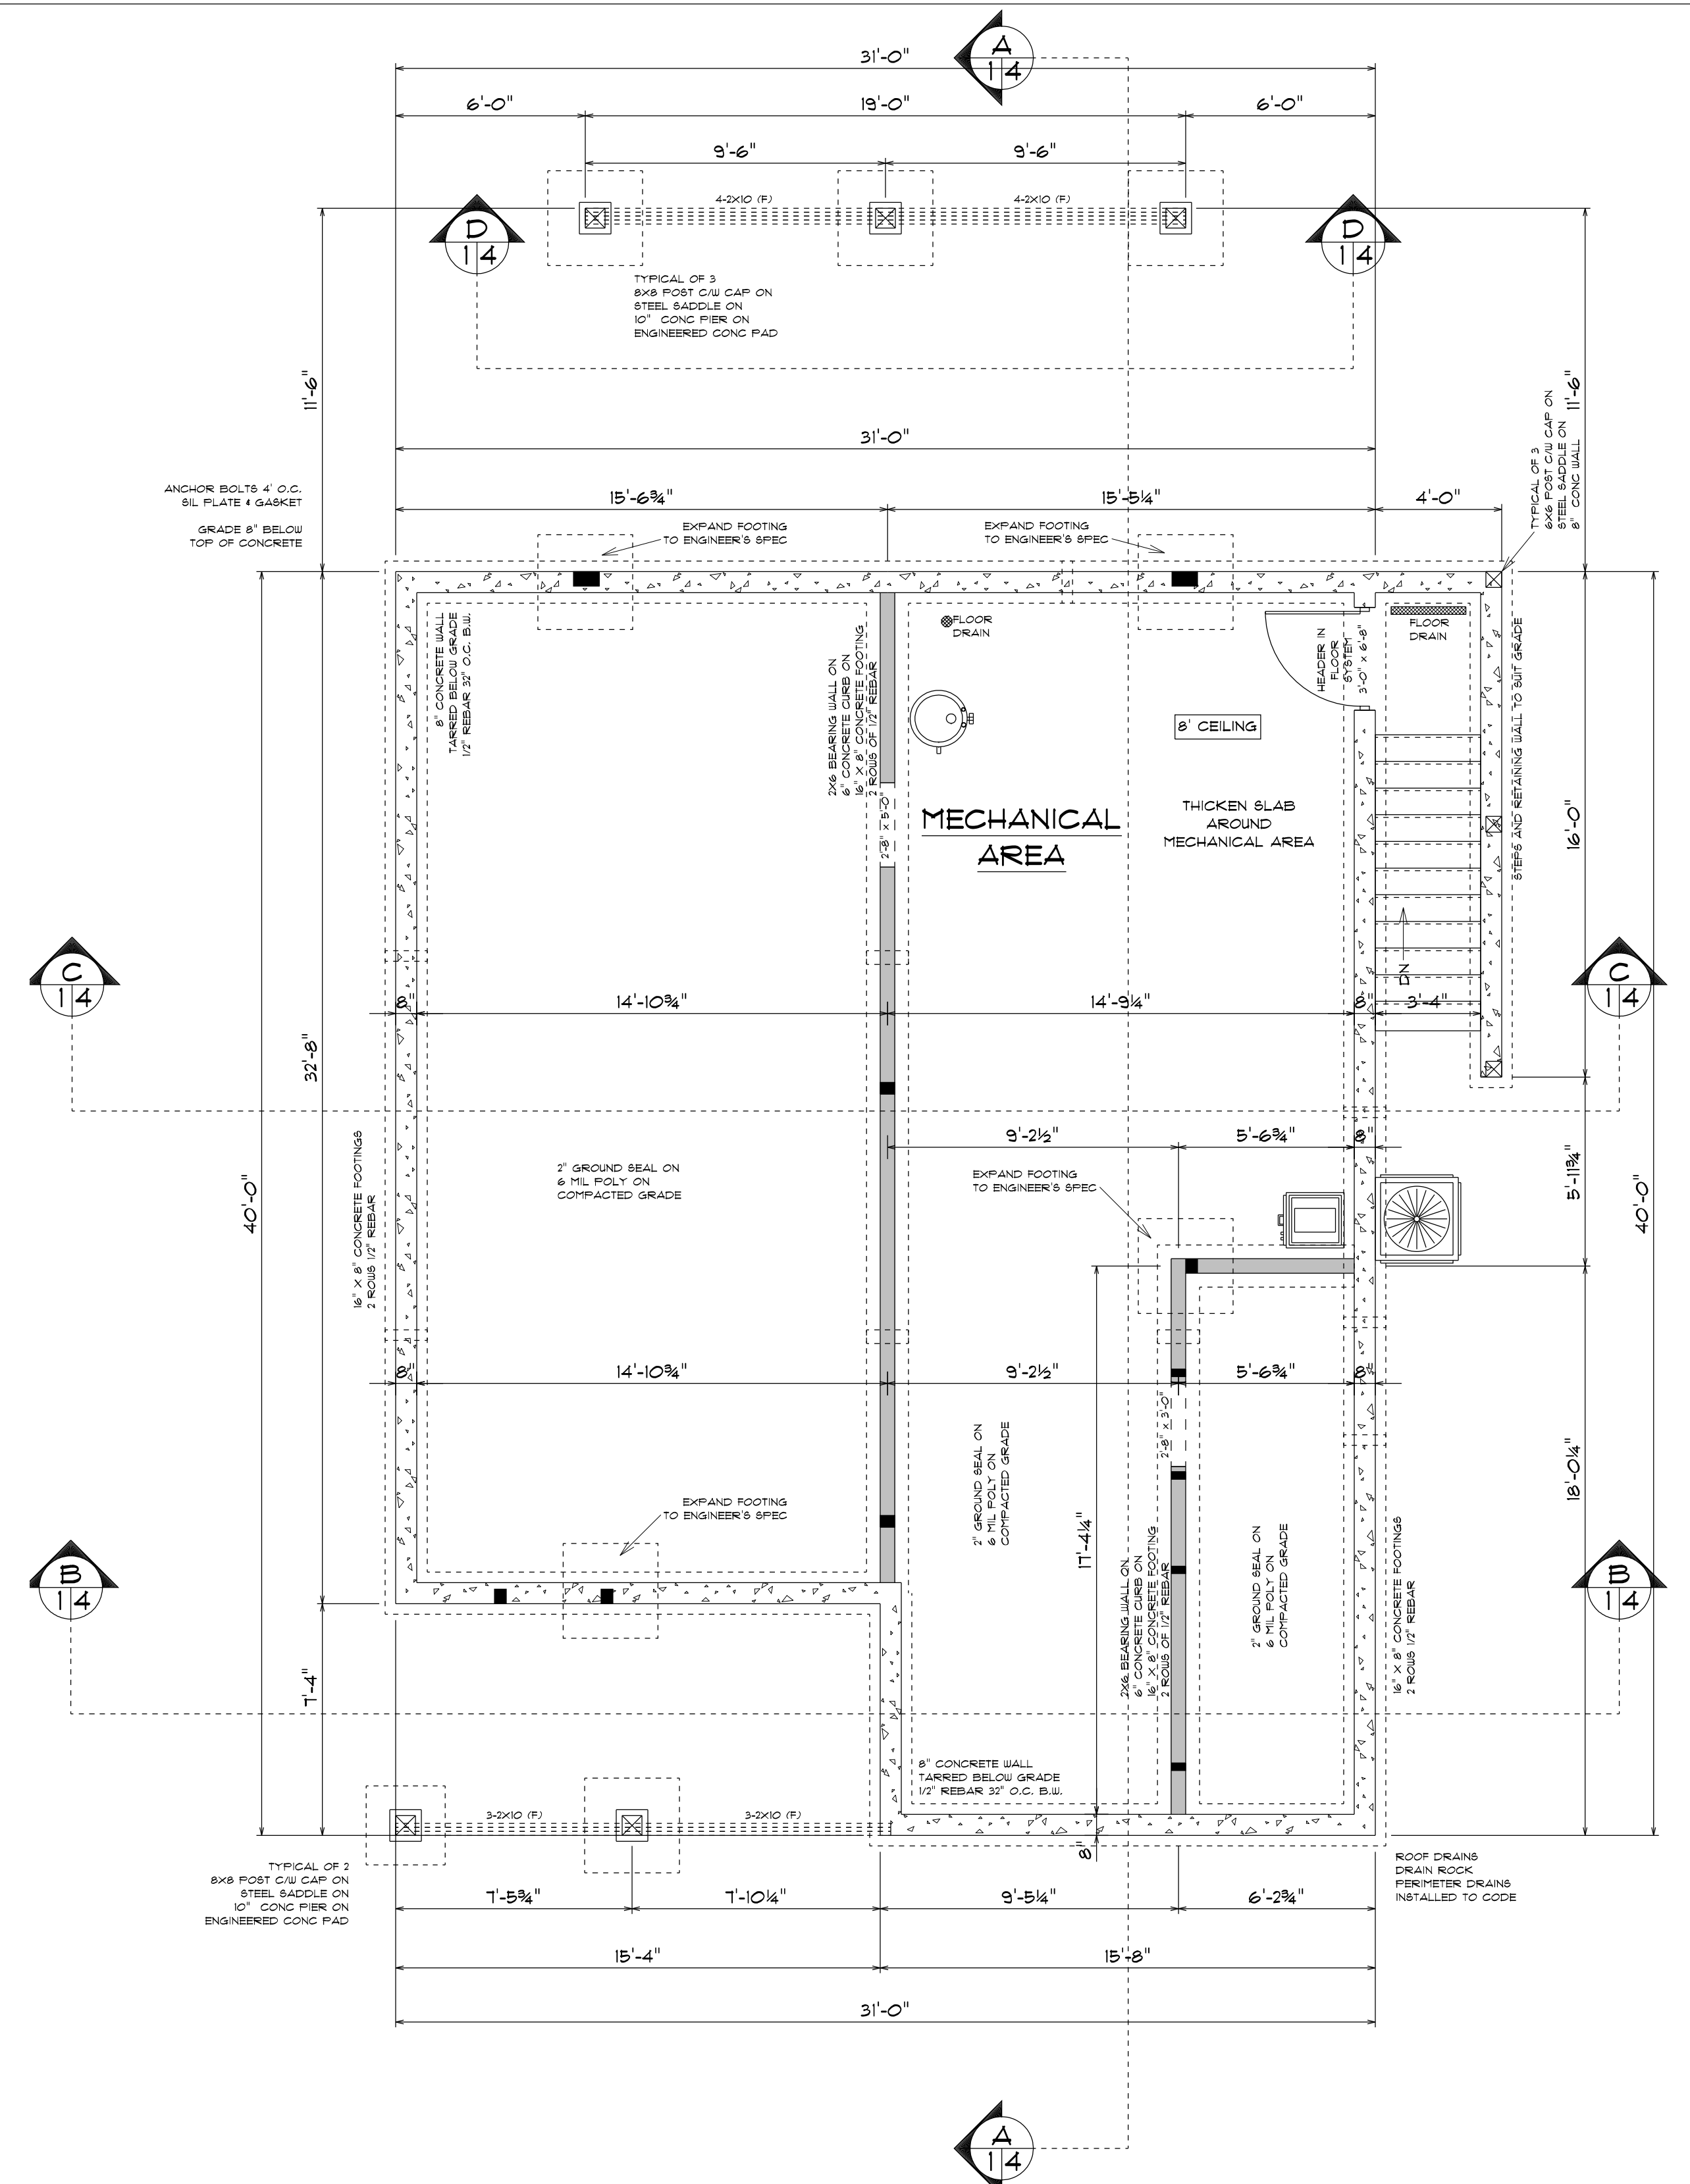 A
1 4
31'-0"
6'-0"
19'-0"
6'-0"
9'-6"
9'-6"
4-2X10 (F)
4-2X10 (F)
D
1 4
D
1 4
TYPICAL OF 3
8X8 POST C/W CAP ON
STEEL SADDLE ON
10" CONC PIER ON
ENGINEERED CONC PAD
11'-6"
11'-6"
31'-0"
TYPICAL OF 3
6X6 POST C/W CAP ON
STEEL SADDLE ON
8" CONC WALL
ANCHOR BOLTS 4' O.C.
SIL PLATE & GASKET
GRADE 8" BELOW
TOP OF CONCRETE
15'-6¾"
15'-5¼"
4'-0"
EXPAND FOOTING
TO ENGINEER'S SPEC
EXPAND FOOTING
TO ENGINEER'S SPEC
8" CONCRETE WALL
TARRED BELOW GRADE
1/2" REBAR 32" O.C. B.W.
2X6 BEARING WALL ON
6" CONCRETE CURB ON
16" X 8" CONCRETE FOOTING
2 ROWS OF 1/2" REBAR
FLOOR
DRAIN
HEADER IN
FLOOR
SYSTEM
3'-0" x 6'-8"
FLOOR
DRAIN
STEPS AND RETAINING WALL TO SUIT GRADE
8' CEILING
2'-8" x 5'-0"
MECHANICAL
AREA
THICKEN SLAB
AROUND
MECHANICAL AREA
16'-0"
DN
C
1 4
C
1 4
8"
14'-10¾"
14'-9¼"
8"
3'-4"
32'-8"
40'-0"
9'-2½"
5'-6¾"
8"
5'-11¾"
40'-0"
16" X 8" CONCRETE FOOTINGS
2 ROWS 1/2" REBAR
2" GROUND SEAL ON
6 MIL POLY ON
COMPACTED GRADE
EXPAND FOOTING
TO ENGINEER'S SPEC
8"
14'-10¾"
9'-2½"
5'-6¾"
8"
2'-8" x 3'-0"
2" GROUND SEAL ON
6 MIL POLY ON
COMPACTED GRADE
18'-0¼"
EXPAND FOOTING
TO ENGINEER'S SPEC
17'-4¼"
2X6 BEARING WALL ON
6" CONCRETE CURB ON
16" X 8" CONCRETE FOOTING
2 ROWS OF 1/2" REBAR
2" GROUND SEAL ON
6 MIL POLY ON
COMPACTED GRADE
16" X 8" CONCRETE FOOTINGS
2 ROWS 1/2" REBAR
B
1 4
B
1 4
7'-4"
8" CONCRETE WALL
TARRED BELOW GRADE
1/2" REBAR 32" O.C. B.W.
3-2X10 (F)
3-2X10 (F)
8"
TYPICAL OF 2
8X8 POST C/W CAP ON
STEEL SADDLE ON
10" CONC PIER ON
ENGINEERED CONC PAD
ROOF DRAINS
DRAIN ROCK
PERIMETER DRAINS
INSTALLED TO CODE
7'-5¾"
7'-10¼"
9'-5¼"
6'-2¾"
15'-4"
15'-8"
31'-0"
A
1 4